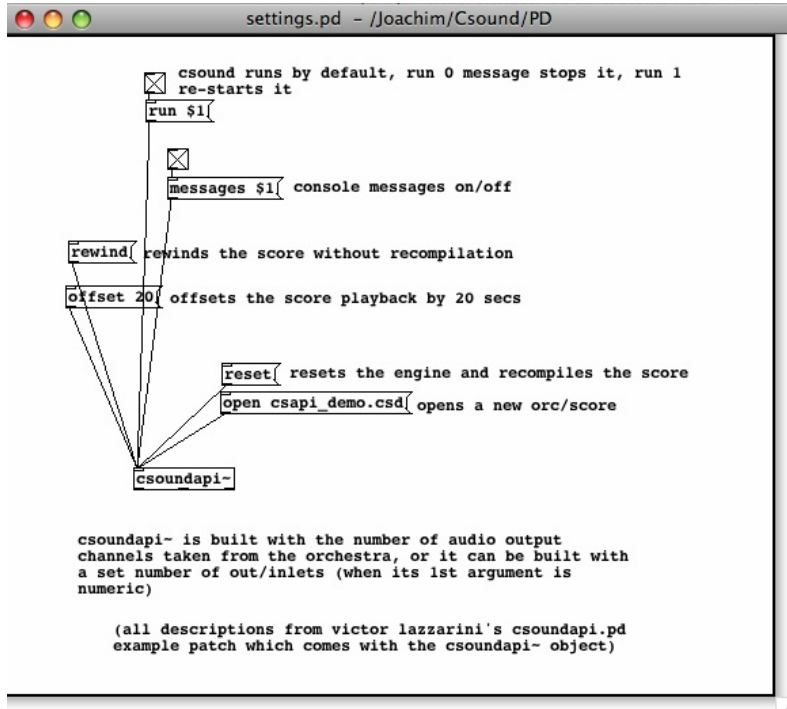 settings.pd - /Joachim/Csound/PD
csound runs by default, run 0 message stops it, run 1
re-starts it
run $1
messages $1
console messages on/off
rewind
rewinds the score without recompilation
offset 20
offsets the score playback by 20 secs
reset
resets the engine and recompiles the score
open csapi_demo.csd
opens a new orc/score
csoundapi~
csoundapi~ is built with the number of audio output
channels taken from the orchestra, or it can be built with
a set number of out/inlets (when its 1st argument is
numeric)
(all descriptions from victor lazzarini's csoundapi.pd
example patch which comes with the csoundapi~ object)